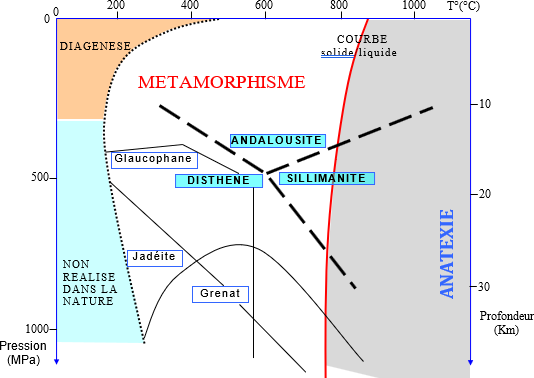 0 200 400 600 800 1000 T°(°C)
0
DIAGENESE
COURBE
solide/liquide
METAMORPHISME
10
ANDALOUSITE
Glaucophane
500
DISTHENE
SILLIMANITE
20
ANATEXIE
Jadéite
NON
REALISE
DANS LA
NATURE
Grenat
30
Profondeur
(Km)
1000
Pression
(MPa)